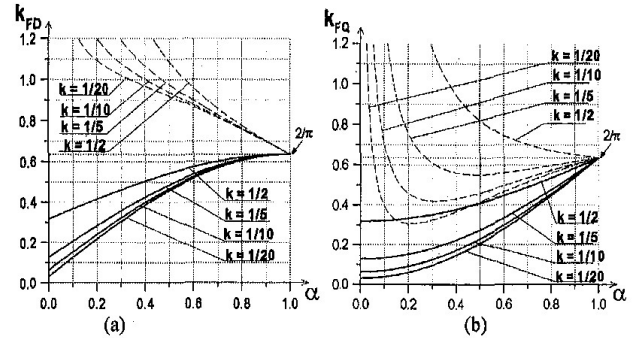 k_FD
1.2
1.0
0.8
0.6
0.4
0.2
0.0
k = 1/20
k = 1/10
k = 1/5
k = 1/2
2/π
k = 1/2
k = 1/5
k = 1/10
k = 1/20
0.0 0.2 0.4 0.6 0.8 1.0 α
(a)
k_FQ
1.2
1.0
0.8
0.6
0.4
0.2
0.0
k = 1/20
k = 1/10
k = 1/5
k = 1/2
2/π
k = 1/2
k = 1/5
k = 1/10
k = 1/20
0.0 0.2 0.4 0.6 0.8 1.0 α
(b)